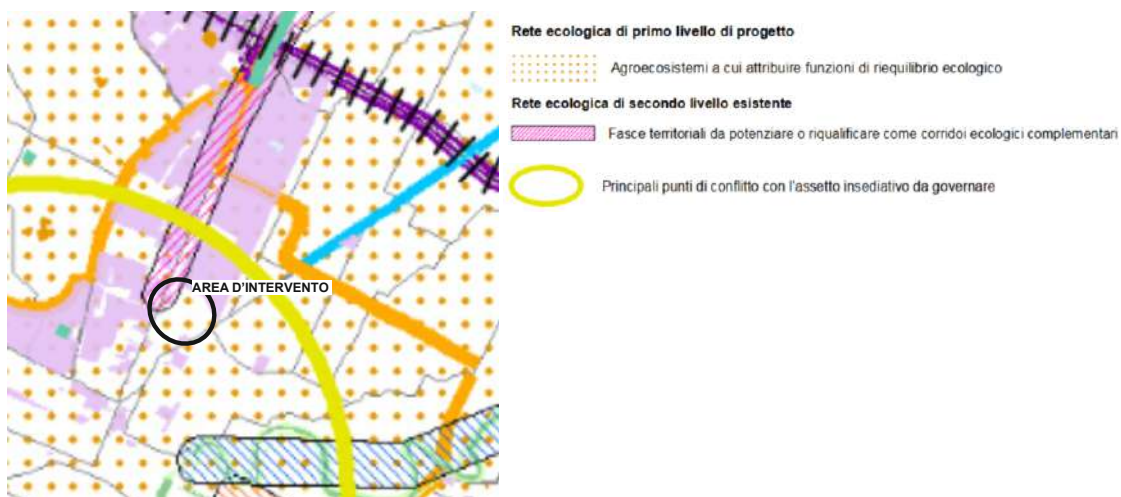 Rete ecologica di primo livello di progetto
Agroecosistemi a cui attribuire funzioni di riequilibrio ecologico
Rete ecologica di secondo livello esistente
Fasce territoriali da potenziare o riqualificare come corridoi ecologici complementari
Principali punti di conflitto con l'assetto insediativo da governare
AREA D'INTERVENTO